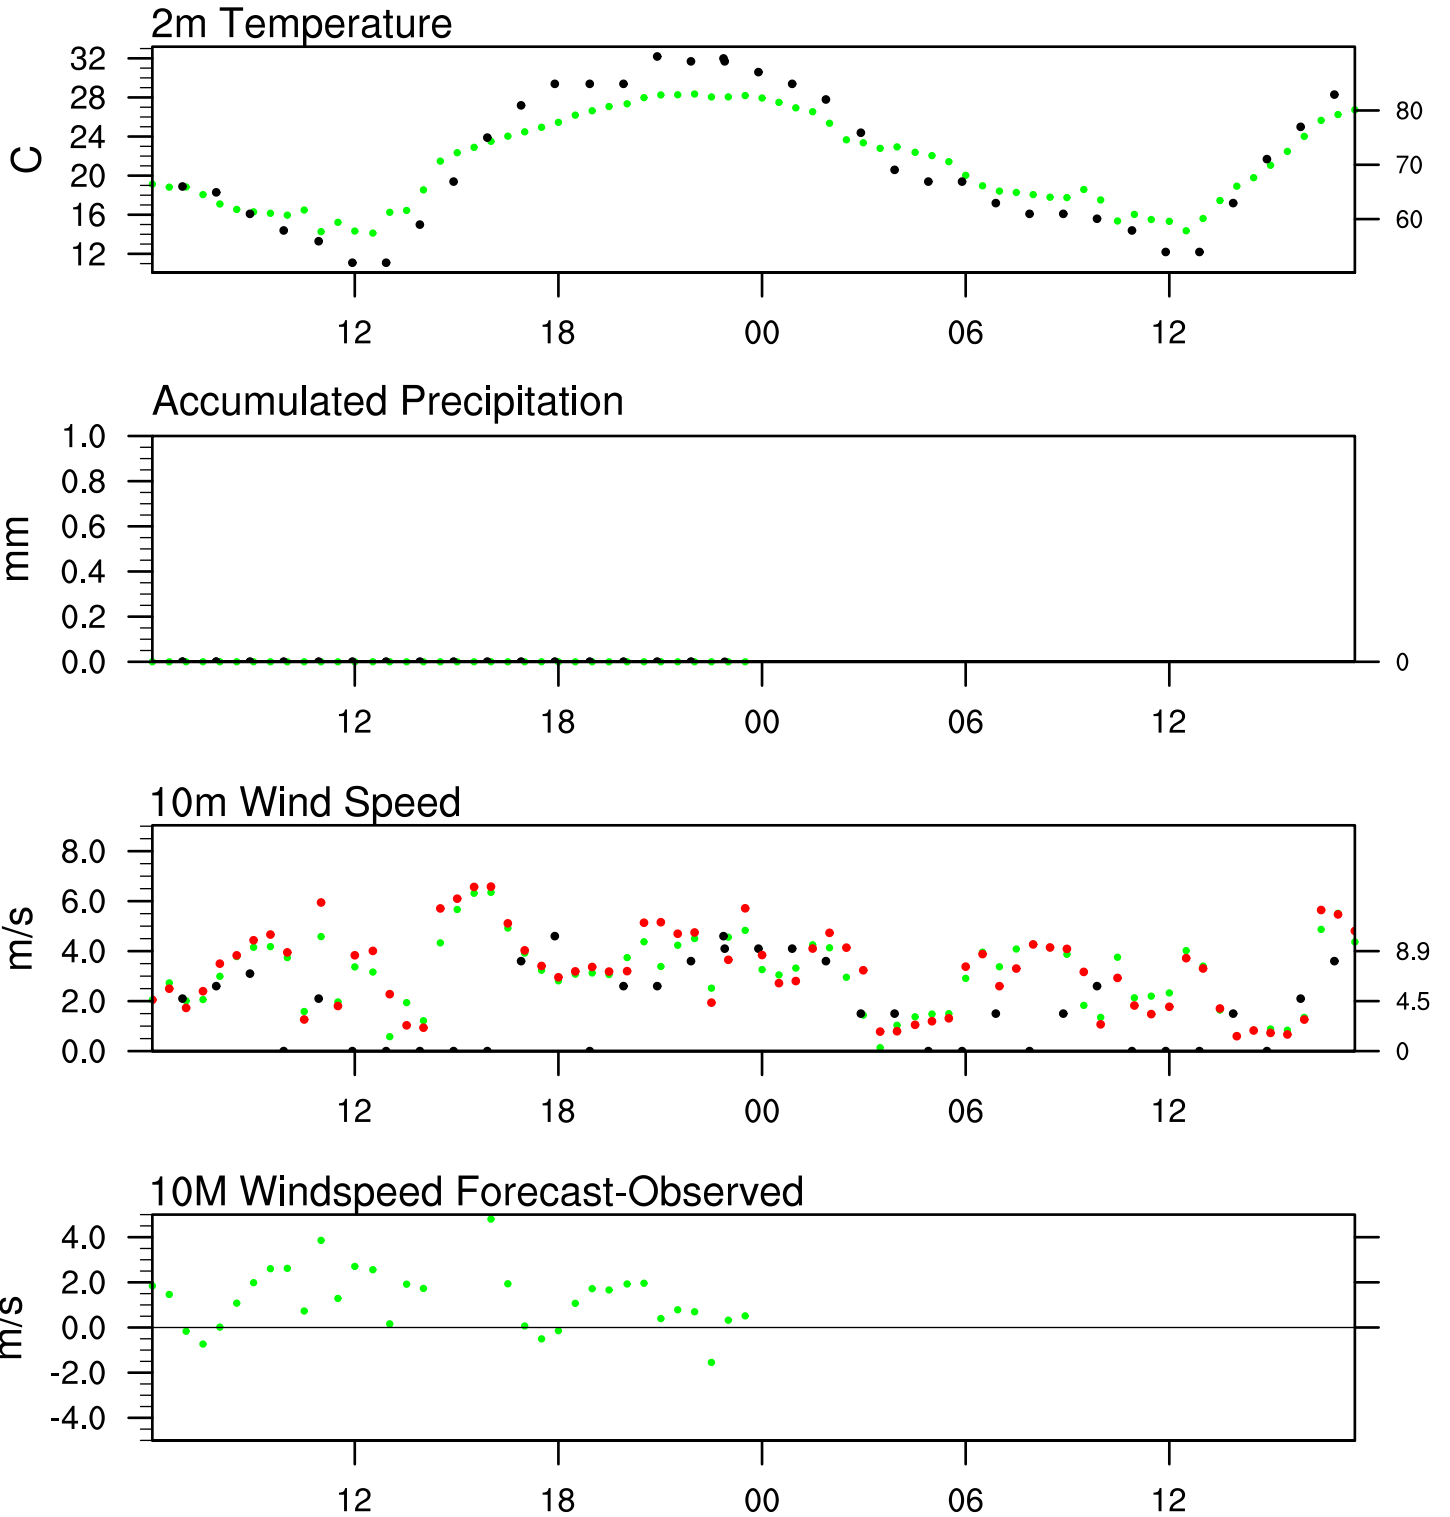 2m Temperature
32
28
24
20
16
12
C
80
70
60
12 18 00 06 12
Accumulated Precipitation
1.0
0.8
0.6
0.4
0.2
0.0
mm
0
12 18 00 06 12
10m Wind Speed
8.0
6.0
4.0
2.0
0.0
m/s
8.9
4.5
0
12 18 00 06 12
10M Windspeed Forecast-Observed
4.0
2.0
0.0
-2.0
-4.0
m/s
12 18 00 06 12